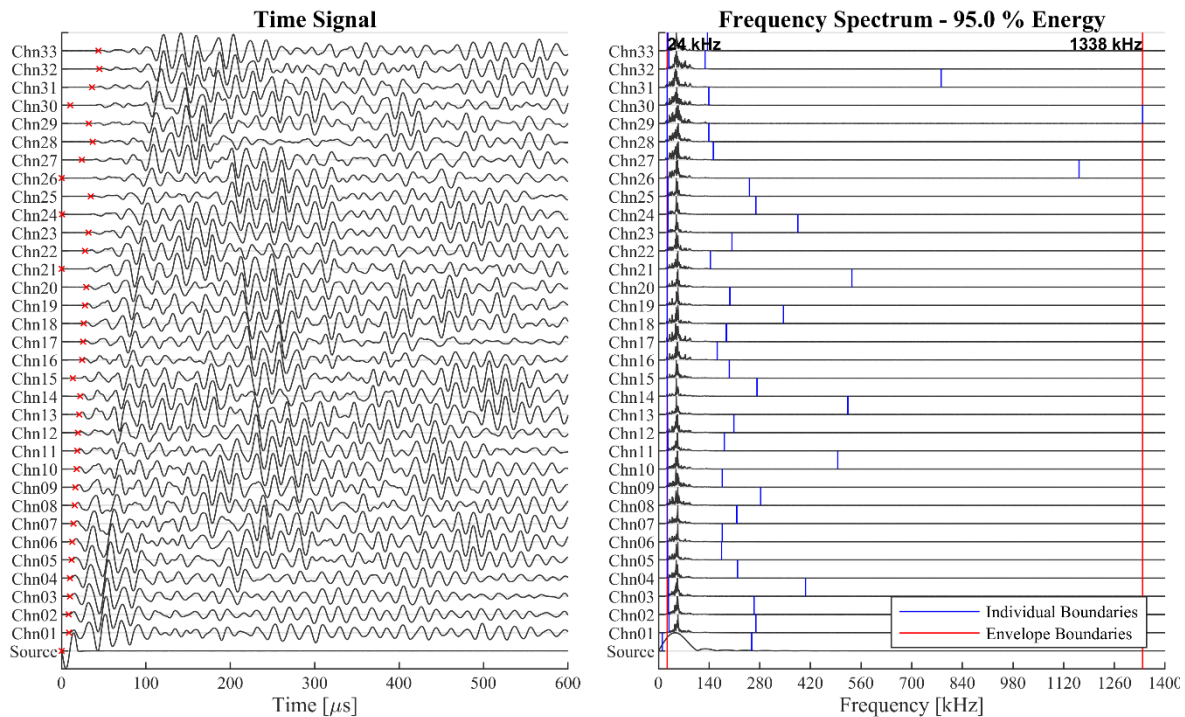 Time Signal
Chn33
Chn32
Chn31
Chn30
Chn29
Chn28
Chn27
Chn26
Chn25
Chn24
Chn23
Chn22
Chn21
Chn20
Chn19
Chn18
Chn17
Chn16
Chn15
Chn14
Chn13
Chn12
Chn11
Chn10
Chn09
Chn08
Chn07
Chn06
Chn05
Chn04
Chn03
Chn02
Chn01
Source
0 100 200 300 400 500 600
Time [μs]
Frequency Spectrum - 95.0 % Energy
24 kHz 1338 kHz
Chn33
Chn32
Chn31
Chn30
Chn29
Chn28
Chn27
Chn26
Chn25
Chn24
Chn23
Chn22
Chn21
Chn20
Chn19
Chn18
Chn17
Chn16
Chn15
Chn14
Chn13
Chn12
Chn11
Chn10
Chn09
Chn08
Chn07
Chn06
Chn05
Chn04
Chn03
Chn02
Chn01
Source
Individual Boundaries
Envelope Boundaries
0 140 280 420 560 700 840 980 1120 1260 1400
Frequency [kHz]